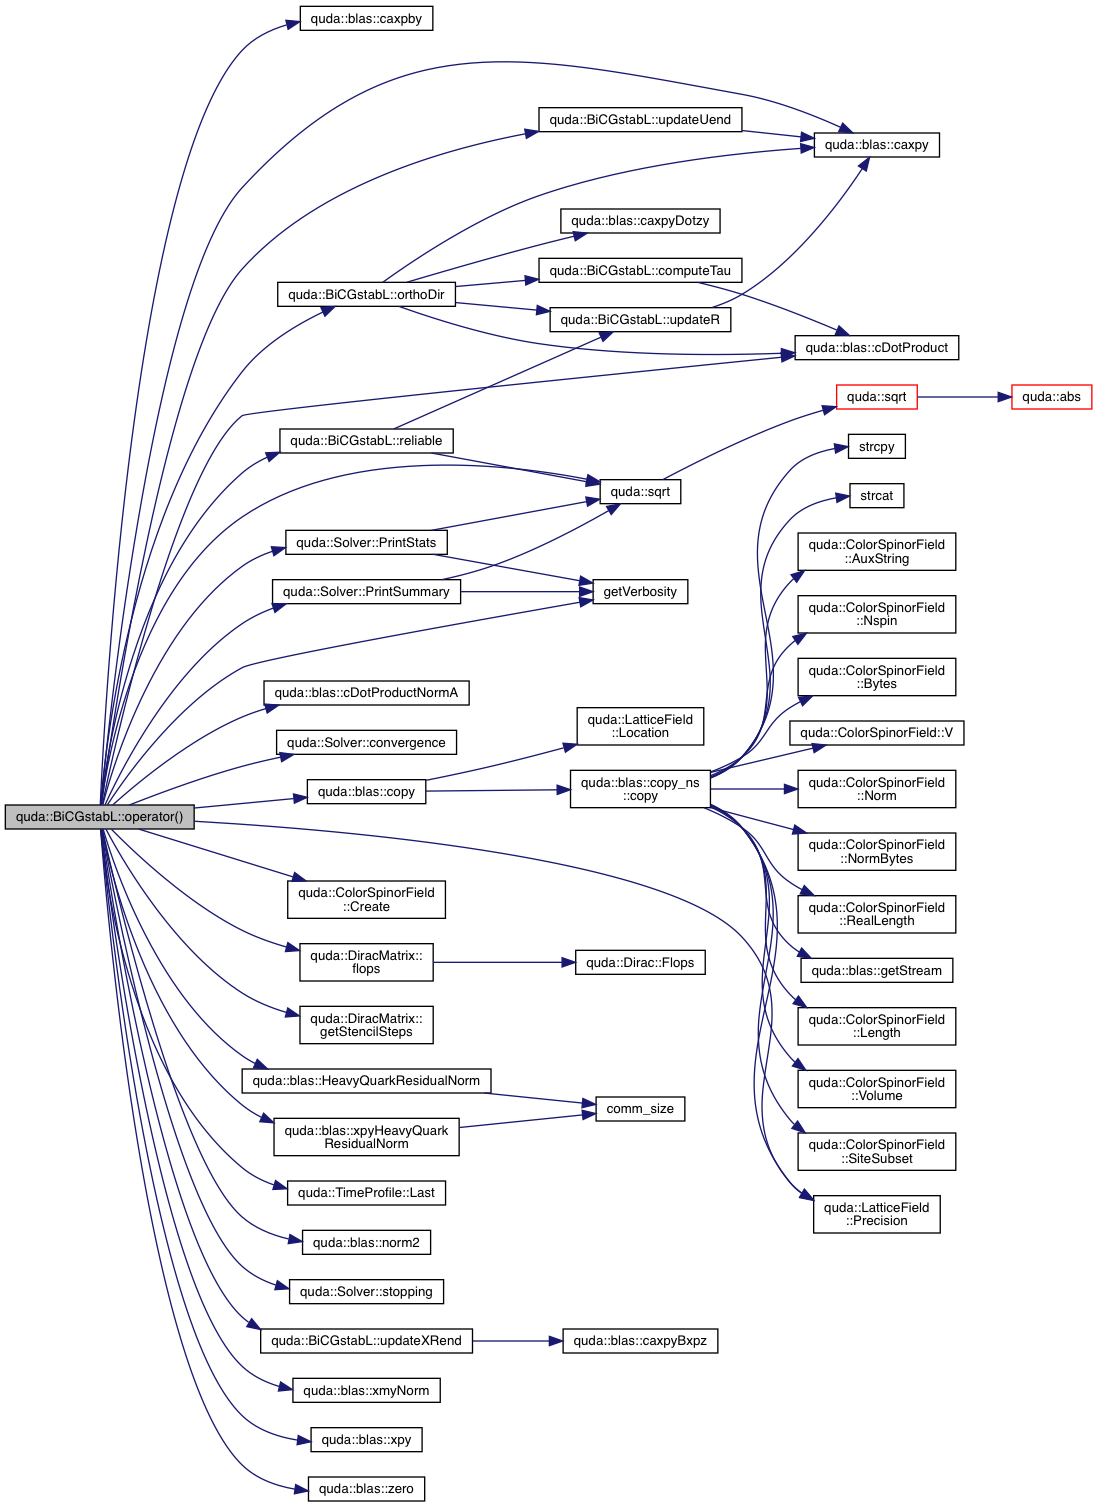 quda::blas::caxpby
quda::BiCGstabL::updateUend
quda::blas::caxpy
quda::blas::caxpyDotzy
quda::BiCGstabL::computeTau
quda::BiCGstabL::orthoDir
quda::BiCGstabL::updateR
quda::blas::cDotProduct
quda::sqrt
quda::abs
quda::BiCGstabL::reliable
strcpy
quda::sqrt
strcat
quda::Solver::PrintStats
quda::ColorSpinorField
::AuxString
quda::Solver::PrintSummary
getVerbosity
quda::ColorSpinorField
::Nspin
quda::blas::cDotProductNormA
quda::ColorSpinorField
::Bytes
quda::LatticeField
::Location
quda::ColorSpinorField::V
quda::Solver::convergence
quda::blas::copy
quda::blas::copy_ns
::copy
quda::ColorSpinorField
::Norm
quda::BiCGstabL::operator()
quda::ColorSpinorField
::NormBytes
quda::ColorSpinorField
::Create
quda::ColorSpinorField
::RealLength
quda::DiracMatrix::
flops
quda::Dirac::Flops
quda::blas::getStream
quda::DiracMatrix::
getStencilSteps
quda::ColorSpinorField
::Length
quda::blas::HeavyQuarkResidualNorm
quda::ColorSpinorField
::Volume
comm_size
quda::blas::xpyHeavyQuark
ResidualNorm
quda::ColorSpinorField
::SiteSubset
quda::TimeProfile::Last
quda::LatticeField
::Precision
quda::blas::norm2
quda::Solver::stopping
quda::BiCGstabL::updateXRend
quda::blas::caxpyBxpz
quda::blas::xmyNorm
quda::blas::xpy
quda::blas::zero